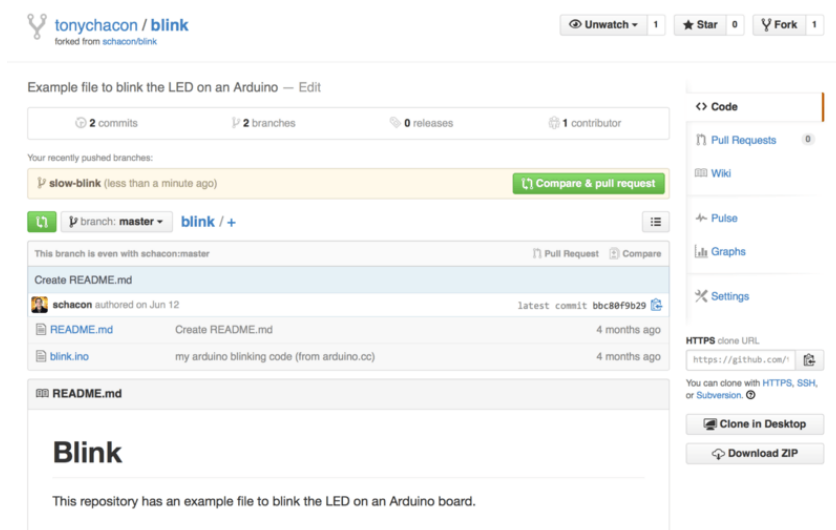 tonychacon / blink
forked from schacon/blink
Unwatch 1 Star 0 Fork 1
Example file to blink the LED on an Arduino — Edit
2 commits 2 branches 0 releases 1 contributor
Your recently pushed branches:
slow-blink (less than a minute ago) Compare & pull request
branch: master blink / +
This branch is even with schacon:master Pull Request Compare
Create README.md
schacon authored on Jun 12 latest commit bbc80f9b29
README.md Create README.md 4 months ago
blink.ino my arduino blinking code (from arduino.cc) 4 months ago
README.md
Blink
This repository has an example file to blink the LED on an Arduino board.
<> Code
Pull Requests 0
Wiki
Pulse
Graphs
Settings
HTTPS clone URL
https://github.com/
You can clone with HTTPS, SSH,
or Subversion.
Clone in Desktop
Download ZIP